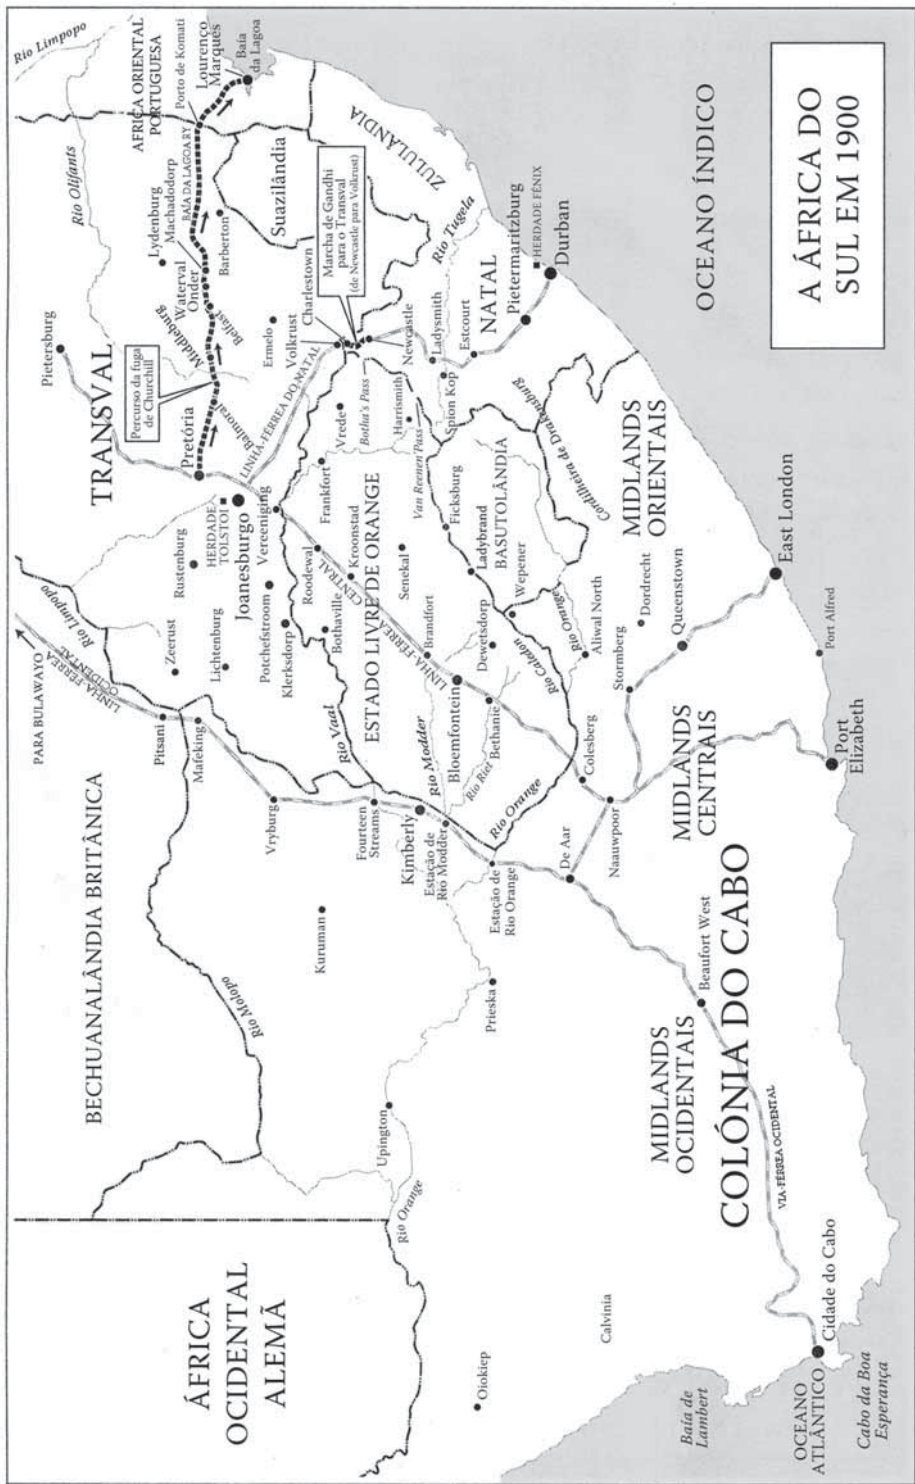 A ÁFRICA DO
SUL EM 1900
ÁFRICA
OCIDENTAL
ALEMÃ
BECHUANALÂNDIA BRITÂNICA
PARA BULAWAYO
LINHA-FÉRREA
OCIDENTAL
Rio Limpopo
Pitsani
Mafeking
Zeerust
Rustenburg
Lichtenburg
HERDADE
TOLSTOI
Joanesburgo
Potchefstroom
Klerksdorp
Vereeniging
TRANSVAL
Pietersburg
Pretória
Percurso da fuga
de Churchill
Balmoral
Middleburg
Belfast
Waterval
Onder
Lydenburg
Machadodorp
BAÍA DA LAGOA RY
Barberton
Ermelo
Rio Olifants
Rio Limpopo
ÁFRICA ORIENTAL
PORTUGUESA
Porto de Komati
Lourenço
Marques
Baía
da Lagoa
Suazilândia
Marcha de Gandhi
para o Transval
(de Newcastle para Volkrust)
ZULULÂNDIA
LINHA-FÉRREA DO NATAL
Volkrust
Charlestown
Newcastle
Botha's Pass
Vrede
Frankfort
Harrismith
Van Reenen Pass
Ladysmith
Spion Kop
Estcourt
Rio Tugela
NATAL
Pietermaritzburg
HERDADE FÉNIX
Durban
OCEANO ÍNDICO
Rio Molopo
Vryburg
Kuruman
Fourteen
Streams
Kimberly
Estação de
Rio Modder
Rio Vaal
ESTADO LIVRE DE ORANGE
Bothaville
Roodewal
Kroonstad
LINHA-FÉRREA CENTRAL
Senekal
Brandfort
Rio Modder
Bloemfontein
Bethanie
Rio Riet
Dewetsdorp
Wepener
Ladybrand
Ficksburg
BASUTOLÂNDIA
Rio Caledon
Rio Orange
Aliwal North
Cordilheira de Drakensburg
Rio Orange
Estação de
Rio Orange
Colesberg
De Aar
Naauwpoor
Stormberg
Dordrecht
Queenstown
MIDLANDS
ORIENTAIS
East London
Port Alfred
Port
Elizabeth
MIDLANDS
CENTRAIS
Rio Orange
Upington
Prieska
Beaufort West
MIDLANDS
OCIDENTAIS
COLÓNIA DO CABO
VIA-FÉRREA OCIDENTAL
Oiokiep
Calvinia
Baía de
Lambert
Cidade do Cabo
OCEANO
ATLÂNTICO
Cabo da Boa
Esperança